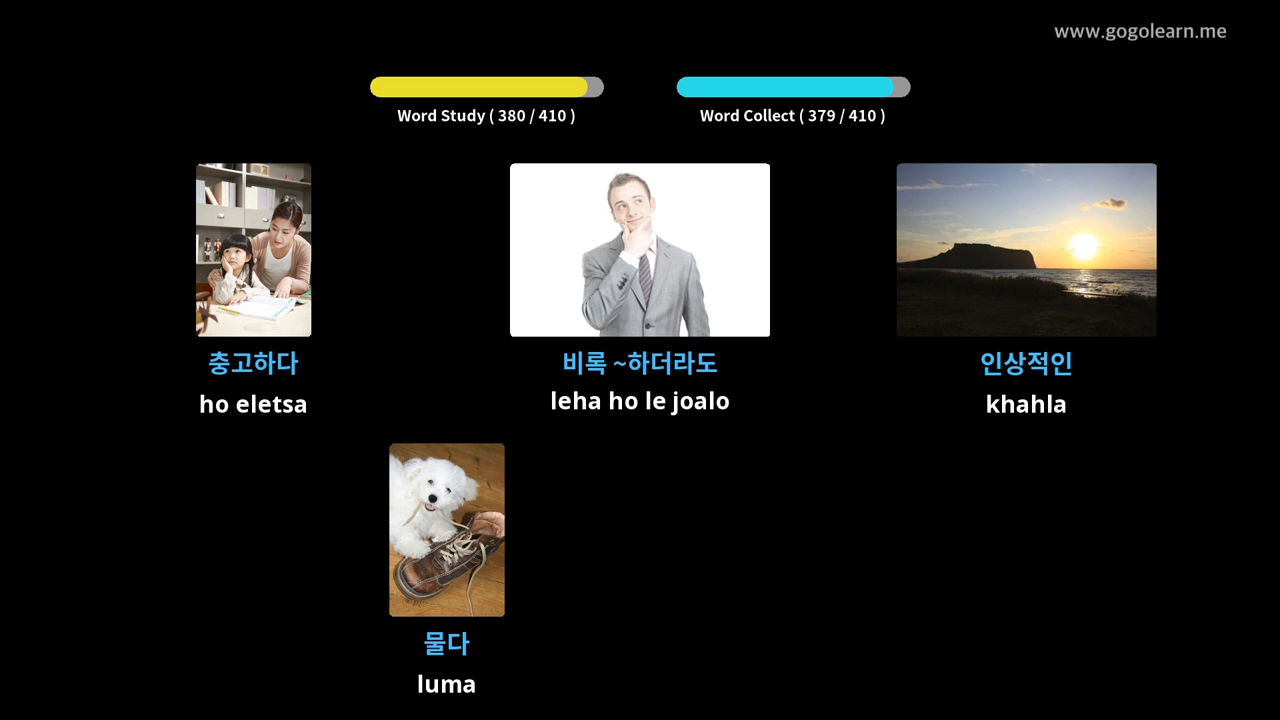 www.gogolearn.me
Word Study ( 380 / 410 )
Word Collect ( 379 / 410 )
충고하다
ho eletsa
비록 ~하더라도
leha ho le joalo
인상적인
khahla
물다
luma